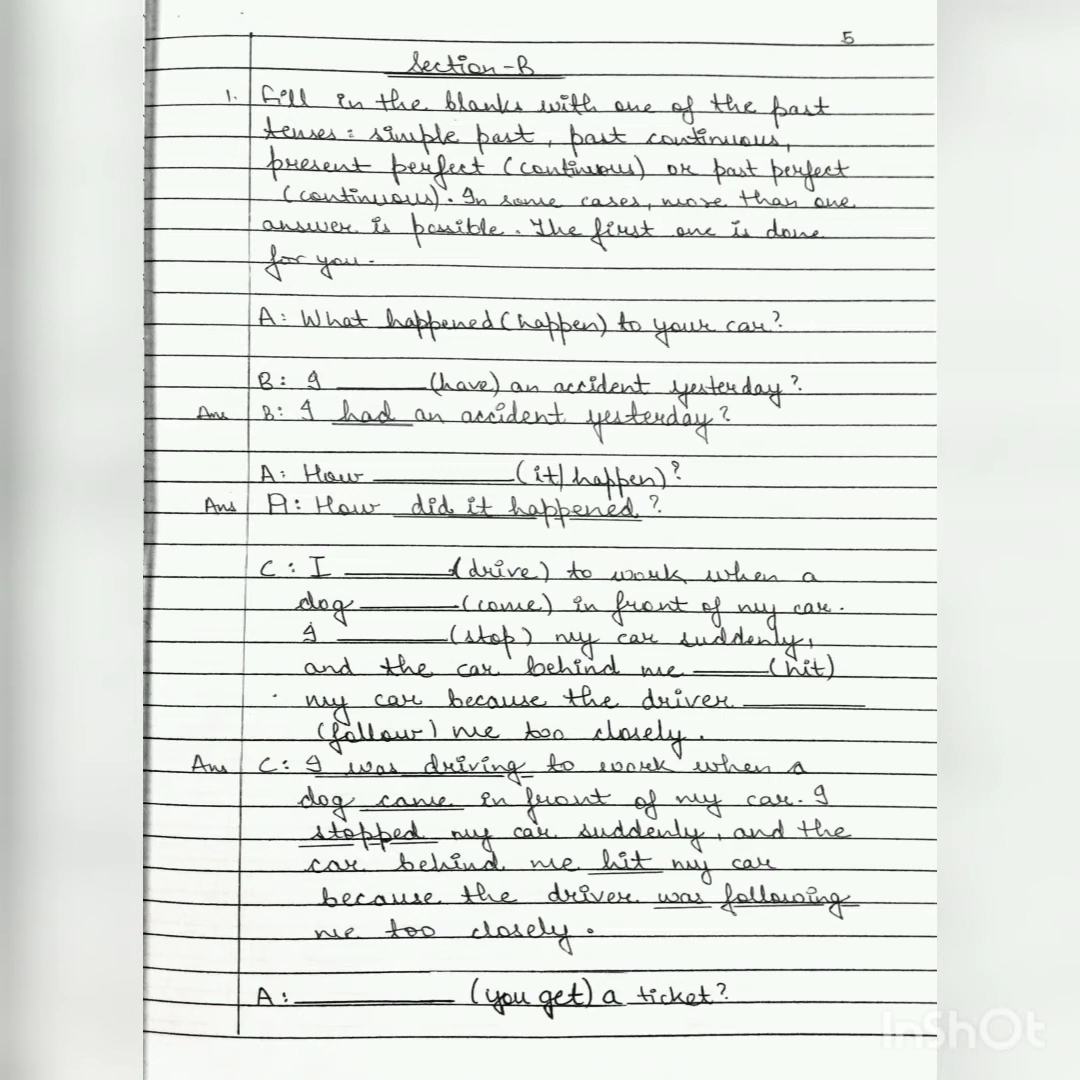 5
Section-B
1. Fill in the blanks with one of the past
tenses: simple past, past continuous,
present perfect (continuous) or past perfect
(continuous). In some cases, more than one
answer is possible. The first one is done
for you.
A: What happened (happen) to your car?
B: I ______ (have) an accident yesterday?
Ans B: I had an accident yesterday?
A: How ______ (it/happen)?
Ans A: How did it happened?
C: I ______ (drive) to work when a
dog ______ (come) in front of my car.
I ______ (stop) my car suddenly,
and the car behind me ______ (hit)
my car because the driver ______
(follow) me too closely.
Ans C: I was driving to work when a
dog came in front of my car. I
stopped my car suddenly, and the
car behind me hit my car
because the driver was following
me too closely.
A: ______ (you get) a ticket?
InShOt